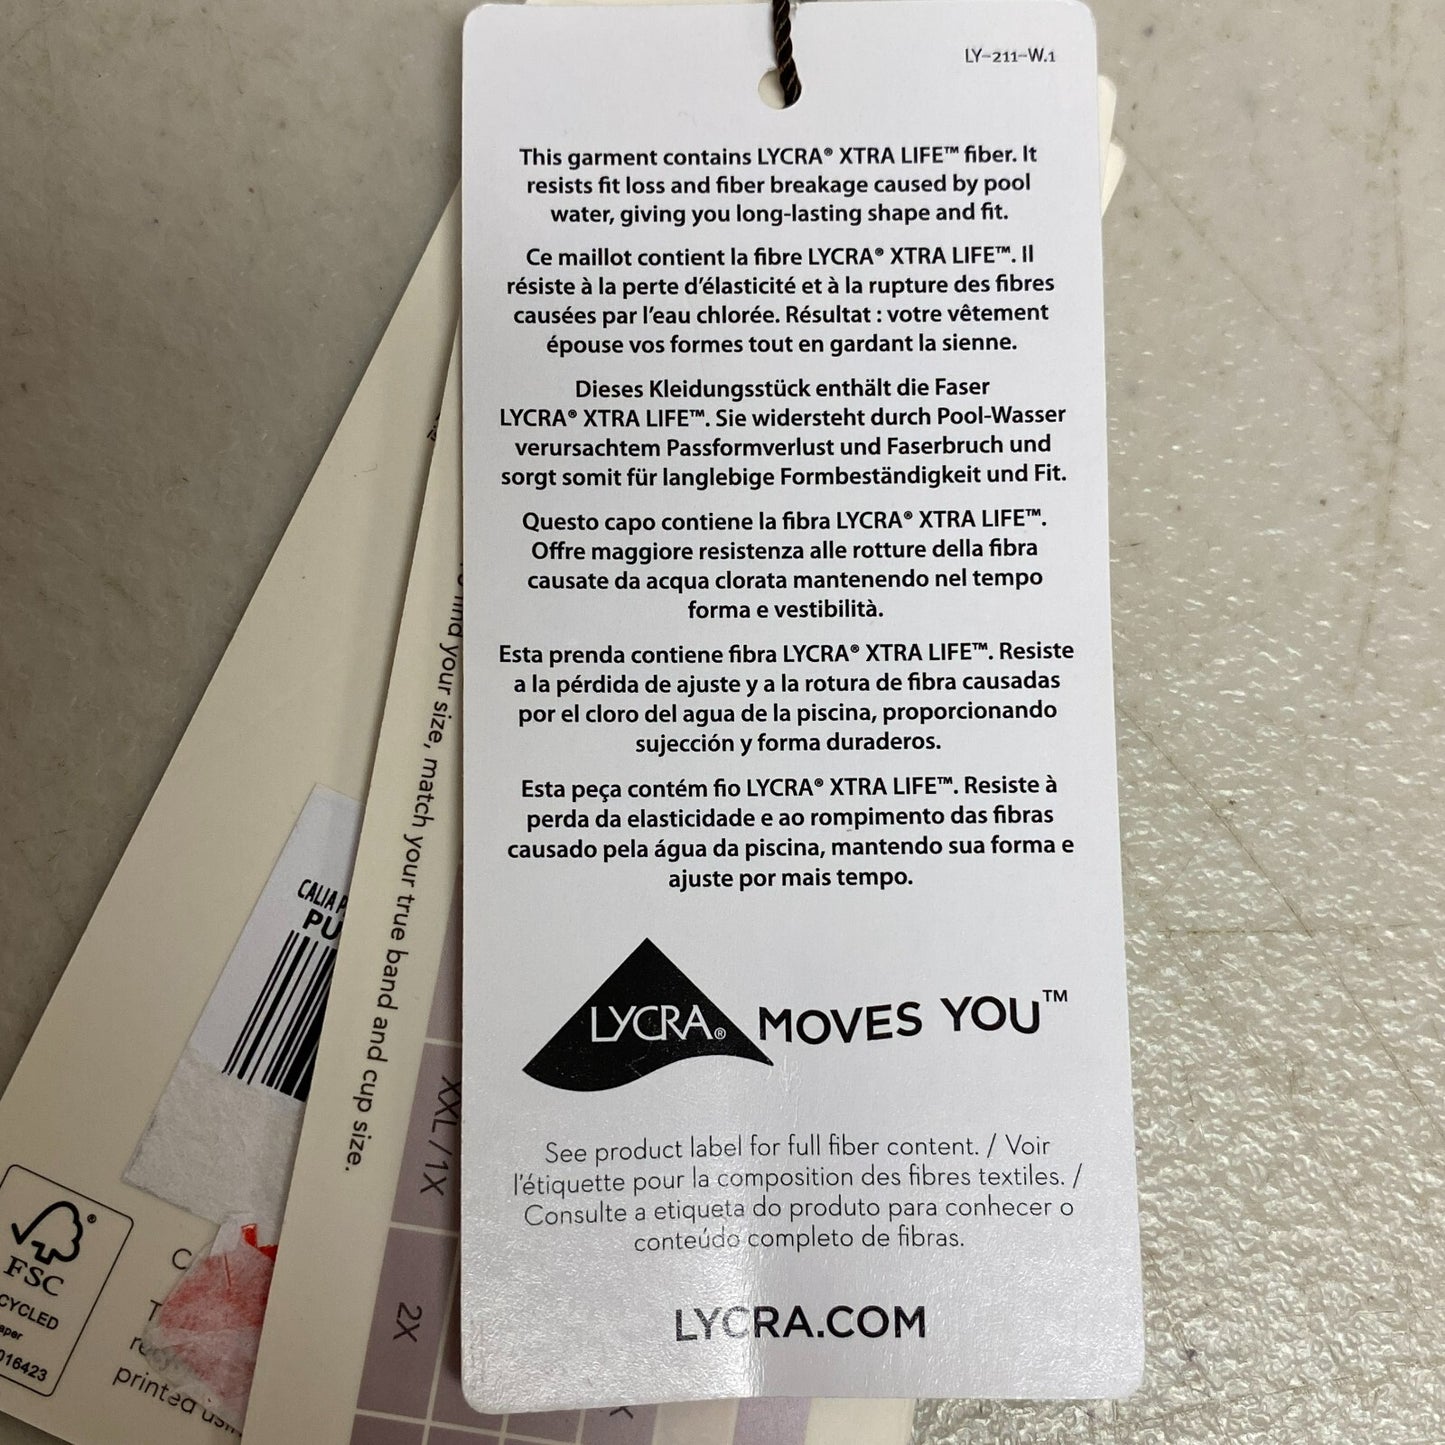 LY-211-W.1
This garment contains LYCRA® XTRA LIFE™ fiber. It
resists fit loss and fiber breakage caused by pool
water, giving you long-lasting shape and fit.
Ce maillot contient la fibre LYCRA® XTRA LIFE™. Il
résiste à la perte d'élasticité et à la rupture des fibres
causées par l'eau chlorée. Résultat : votre vêtement
épouse vos formes tout en gardant la sienne.
Dieses Kleidungsstück enthält die Faser
LYCRA® XTRA LIFE™. Sie widersteht durch Pool-Wasser
verursachtem Passformverlust und Faserbruch und
sorgt somit für langlebige Formbeständigkeit und Fit.
Questo capo contiene la fibra LYCRA® XTRA LIFE™.
Offre maggiore resistenza alle rotture della fibra
causate da acqua clorata mantenendo nel tempo
forma e vestibilità.
Esta prenda contiene fibra LYCRA® XTRA LIFE™. Resiste
a la pérdida de ajuste y a la rotura de fibra causadas
por el cloro del agua de la piscina, proporcionando
sujección y forma duraderos.
Esta peça contém fio LYCRA® XTRA LIFE™. Resiste à
perda da elasticidade e ao rompimento das fibras
causado pela água da piscina, mantendo sua forma e
ajuste por mais tempo.
LYCRA® MOVES YOU™
See product label for full fiber content. / Voir
l'étiquette pour la composition des fibres textiles. /
Consulte a etiqueta do produto para conhecer o
conteúdo completo de fibras.
LYCRA.COM
find your size, match your true band and cup size.
XXL/1X
2X
CALIA
PU
®
FSC
016423
printed